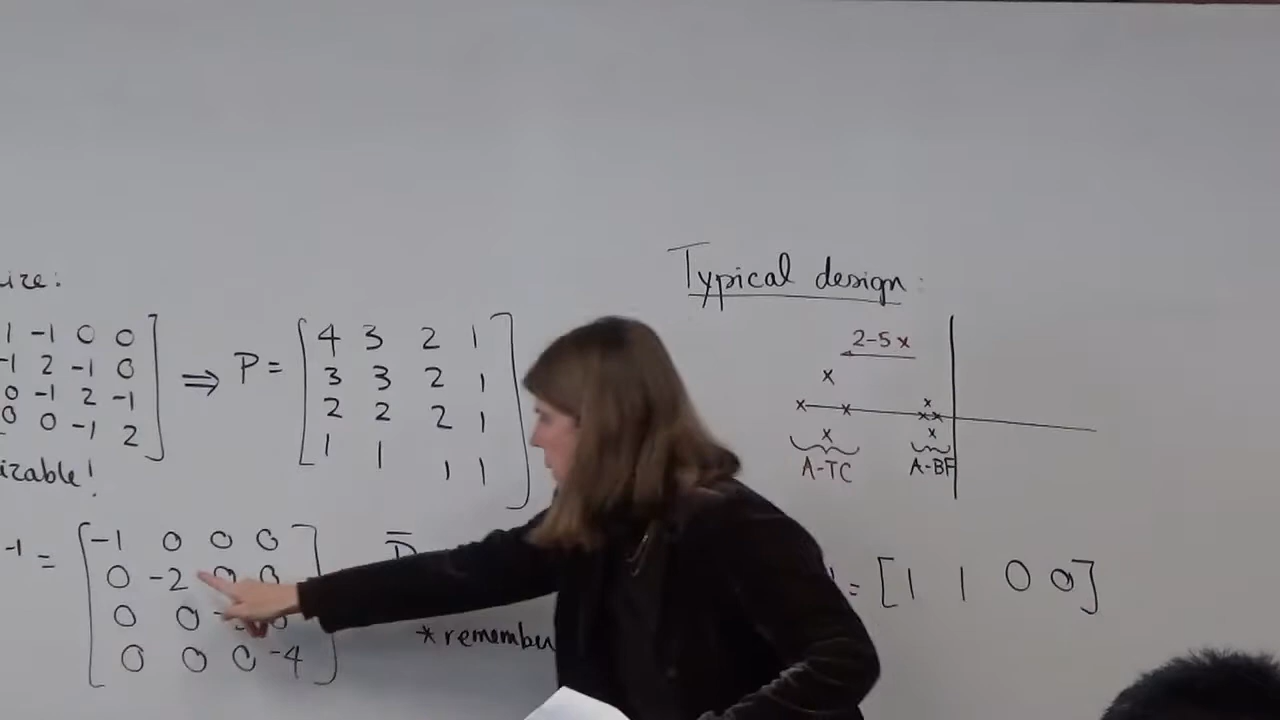 ize:
1 -1 0 0
-1 2 -1 0
0 -1 2 -1
0 0 -1 2
⇒ P =
4 3 2 1
3 3 2 1
2 2 2 1
1 1 1 1
izable!
-1 =
-1 0 0 0
0 -2 0 0
0 0
0 0 0 -4
*remember
Typical design:
2-5x
A-TC
A-BF
= [1 1 0 0]